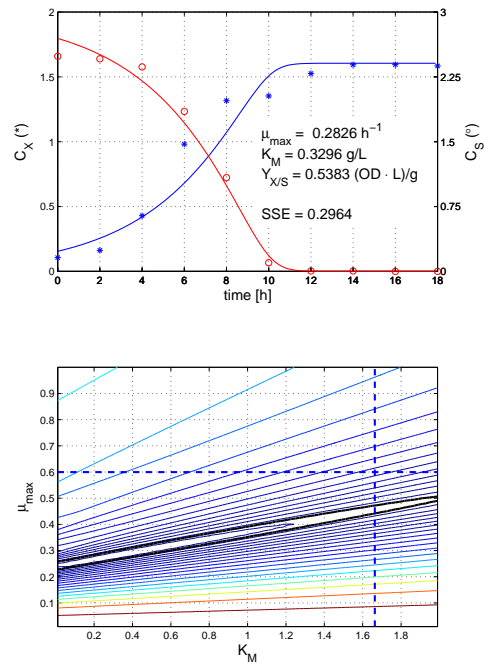 2
3
1.5
2.25
1
1.5
0.5
0.75
0
0
C_X (*)
C_S (°)
μ_max = 0.2826 h⁻¹
K_M = 0.3296 g/L
Y_X/S = 0.5383 (OD · L)/g
SSE = 0.2964
0 2 4 6 8 10 12 14 16 18
time [h]
0.9
0.8
0.7
0.6
0.5
0.4
0.3
0.2
0.1
μ_max
0.2 0.4 0.6 0.8 1 1.2 1.4 1.6 1.8
K_M